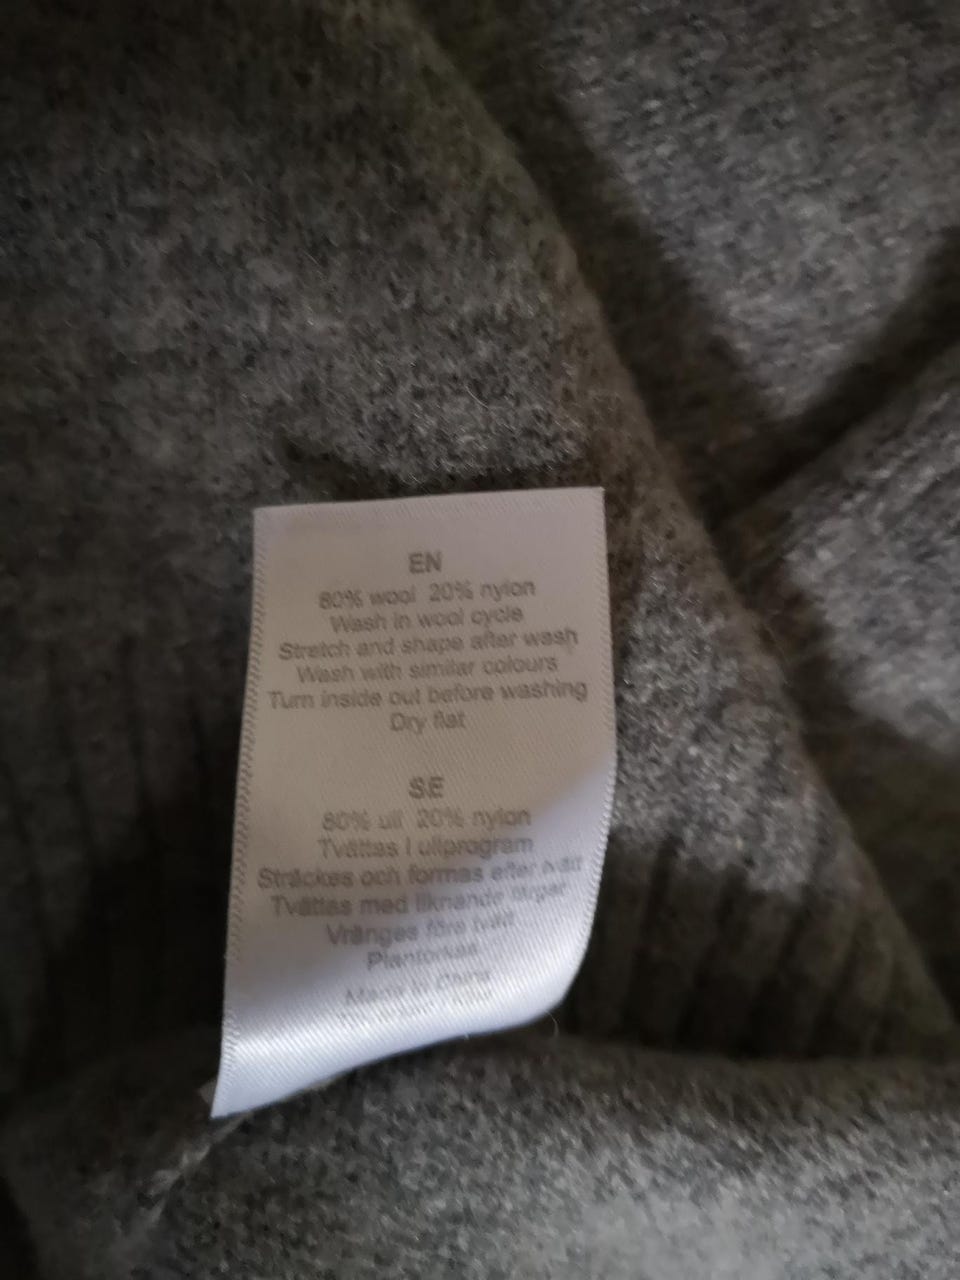 EN
80% wool 20% nylon
Wash in wool cycle
Stretch and shape after wash
Wash with similar colours
Turn inside out before washing
Dry flat
SE
80% ull 20% nylon
Tvättas I ullprogram
Sträckes och formas efter tvätt
Tvättas med liknande färger
Vränges före tvätt
Plantorkas
Made in China